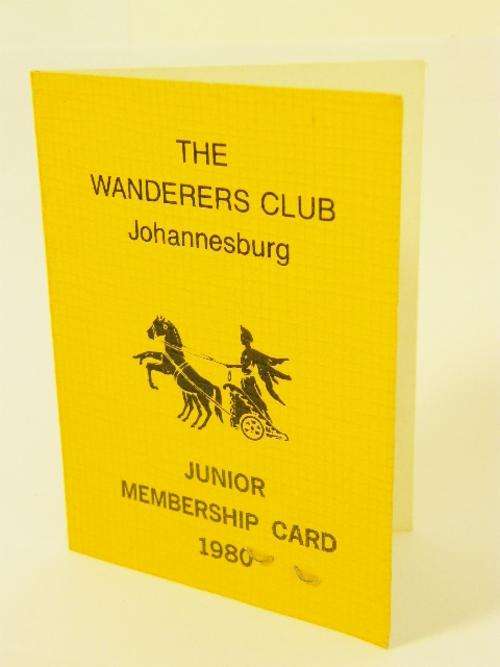 THE
WANDERERS CLUB
Johannesburg
JUNIOR
MEMBERSHIP CARD
1980